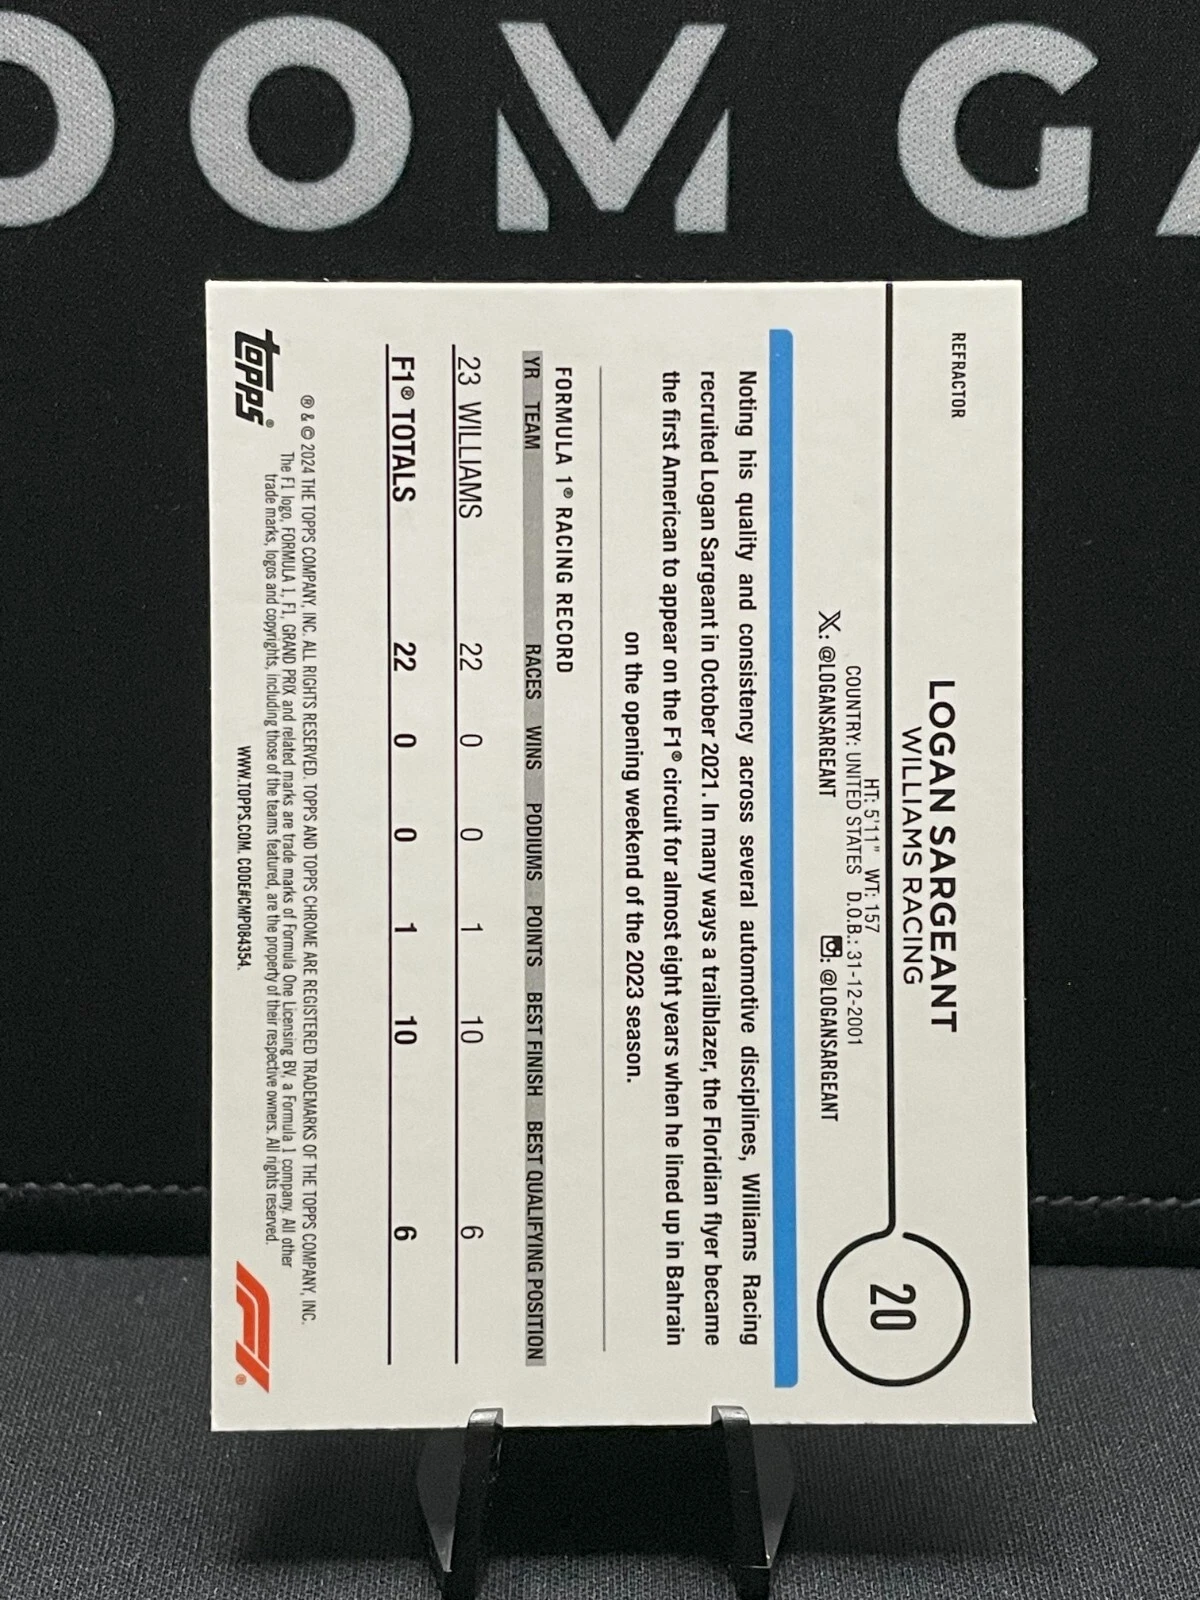 OOM GA
REFRACTOR
LOGAN SARGEANT
WILLIAMS RACING
20
HT: 5'11" WT: 157
COUNTRY: UNITED STATES D.O.B.: 31-12-2001
X: @LOGANSARGEANT : @LOGANSARGEANT
Noting his quality and consistency across several automotive disciplines, Williams Racing
recruited Logan Sargeant in October 2021. In many ways a trailblazer, the Floridian flyer became
the first American to appear on the F1® circuit for almost eight years when he lined up in Bahrain
on the opening weekend of the 2023 season.
FORMULA 1® RACING RECORD
YR TEAM RACES WINS PODIUMS POINTS BEST FINISH BEST QUALIFYING POSITION
23 WILLIAMS 22 0 0 1 10 6
F1® TOTALS 22 0 0 1 10 6
® & © 2024 THE TOPPS COMPANY, INC. ALL RIGHTS RESERVED. TOPPS AND TOPPS CHROME ARE REGISTERED TRADEMARKS OF THE TOPPS COMPANY, INC.
The F1 logo, FORMULA 1, F1, GRAND PRIX and related marks are trade marks of Formula One Licensing BV, a Formula 1 company. All other
trade marks, logos and copyrights, including those of the teams featured, are the property of their respective owners. All rights reserved.
WWW.TOPPS.COM. CODE#CMP084354.
topps®
F1®